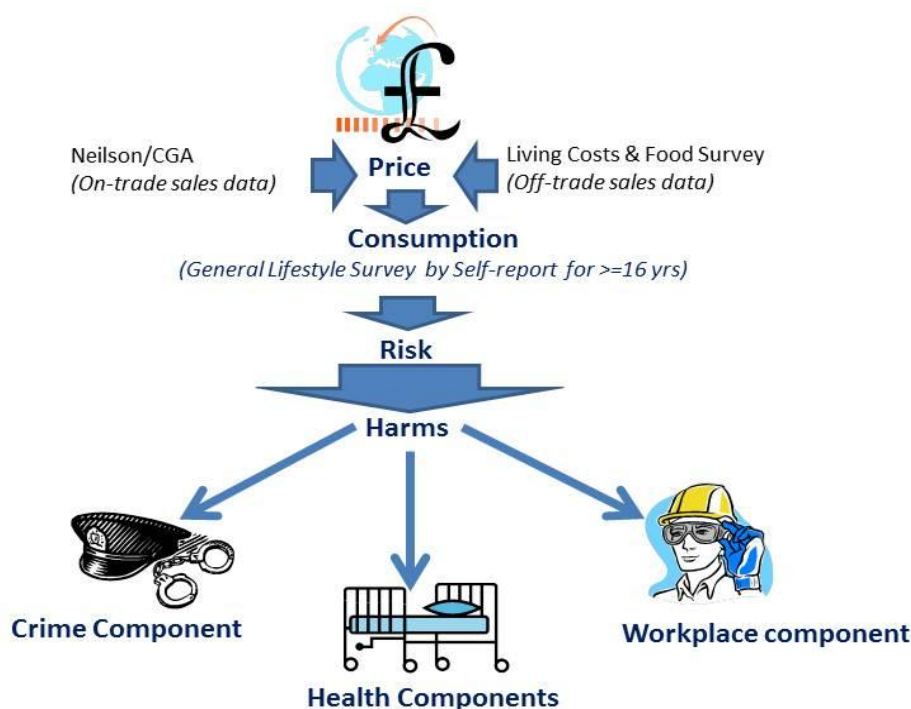 £
Neilson/CGA
(On-trade sales data)
Price
Living Costs & Food Survey
(Off-trade sales data)
Consumption
(General Lifestyle Survey by Self-report for >=16 yrs)
Risk
Harms
Crime Component
Health Components
Workplace component